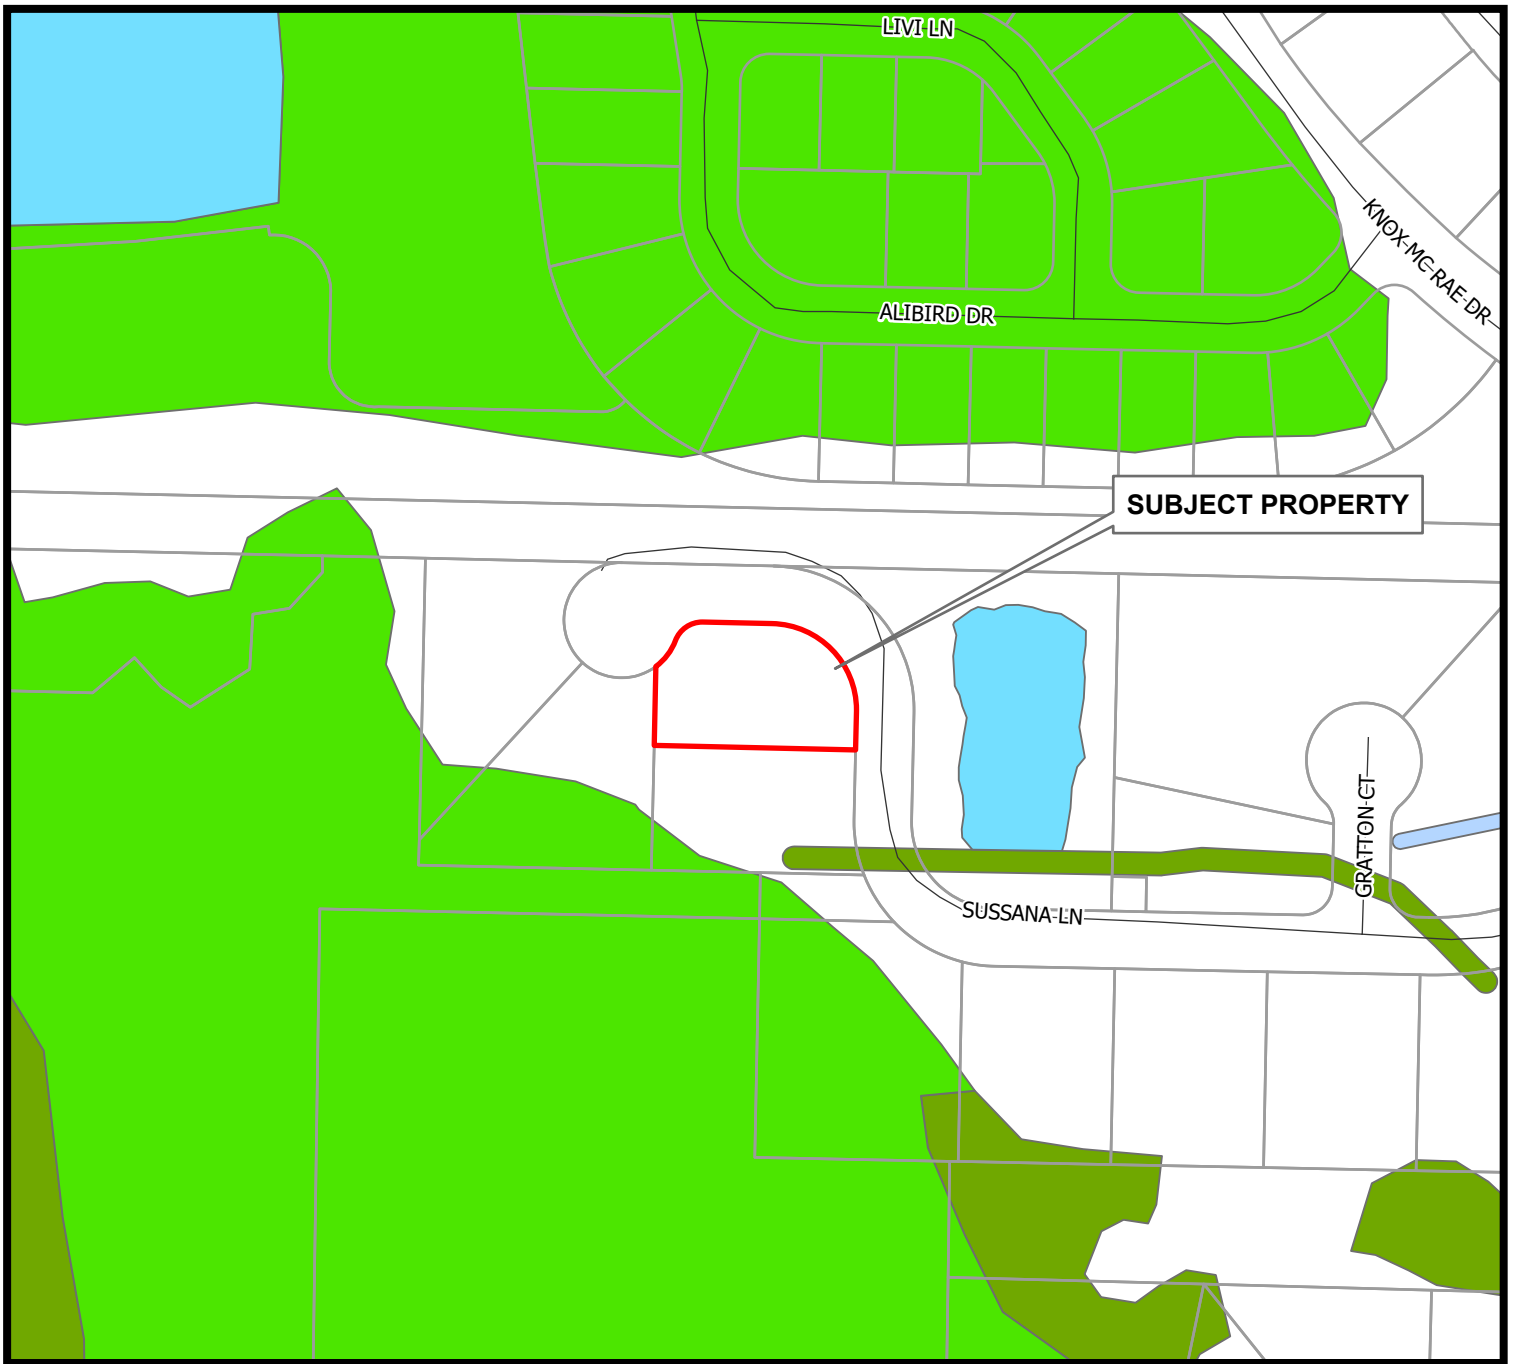 LIVI LN
KNOX MC RAE DR
ALIBIRD DR
SUBJECT PROPERTY
GRATTON CT
SUSSANA LN